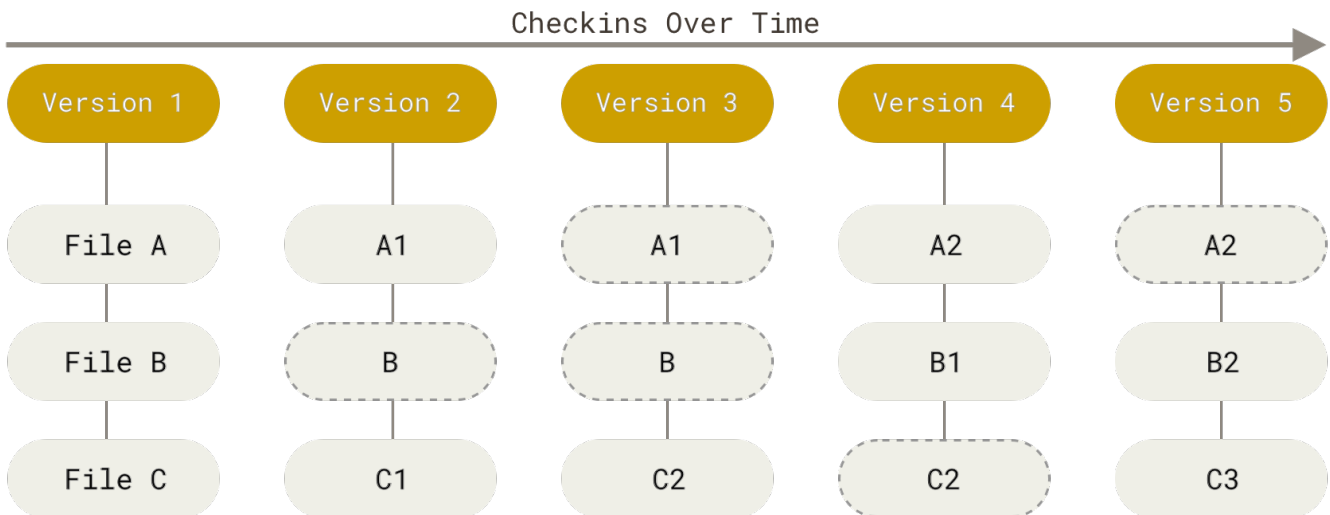 Checkins Over Time
Version 1 Version 2 Version 3 Version 4 Version 5
File A A1 A1 A2 A2
File B B B B1 B2
File C C1 C2 C2 C3